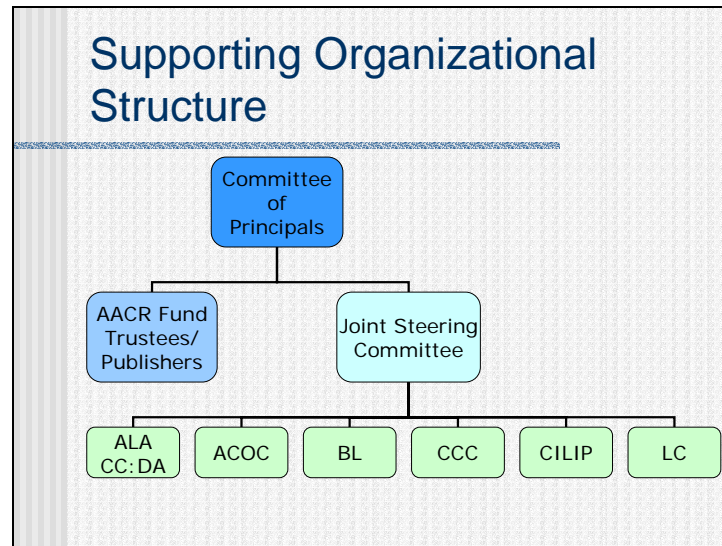 Supporting Organizational
Structure
Committee
of
Principals
AACR Fund
Trustees/
Publishers
Joint Steering
Committee
ALA
CC:DA
ACOC
BL
CCC
CILIP
LC